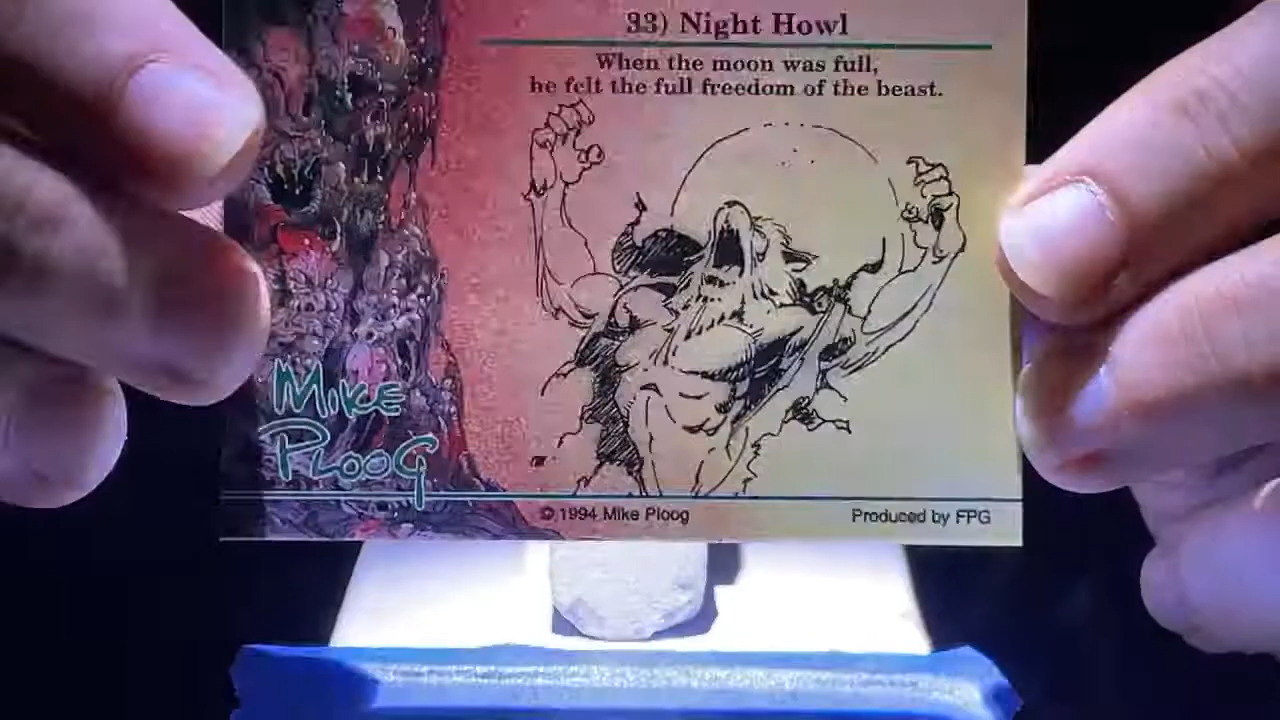 33) Night Howl
When the moon was full,
he felt the full freedom of the beast.
MIKE
PLOOG
© 1994 Mike Ploog
Produced by FPG